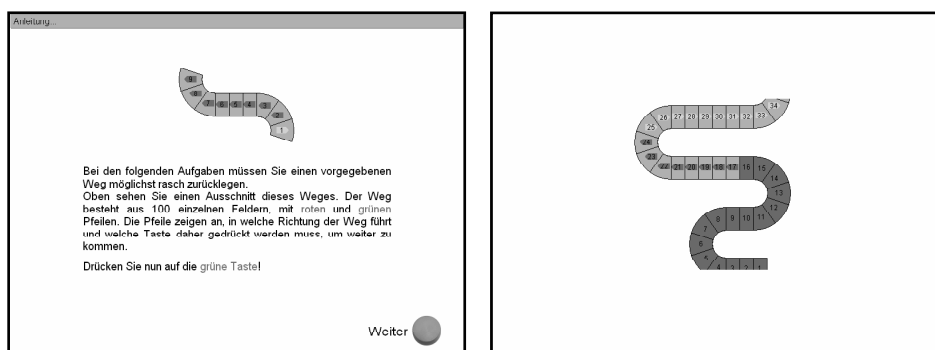 Anleitung...
9
8
7 6 5 4 3
2
1
Bei den folgenden Aufgaben müssen Sie einen vorgegebenen
Weg möglichst rasch zurücklegen.
Oben sehen Sie einen Ausschnitt dieses Weges. Der Weg
besteht aus 100 einzelnen Feldern, mit roten und grünen
Pfeilen. Die Pfeile zeigen an, in welche Richtung der Weg führt
und welche Taste daher gedrückt werden muss, um weiter zu
kommen.
Drücken Sie nun auf die grüne Taste!
Weiter
34
26 27 28 29 30 31 32 33
25
24
23
22 21 20 19 18 17 16 15
14
13
12
7 8 9 10 11
6
5
4 3 2 1